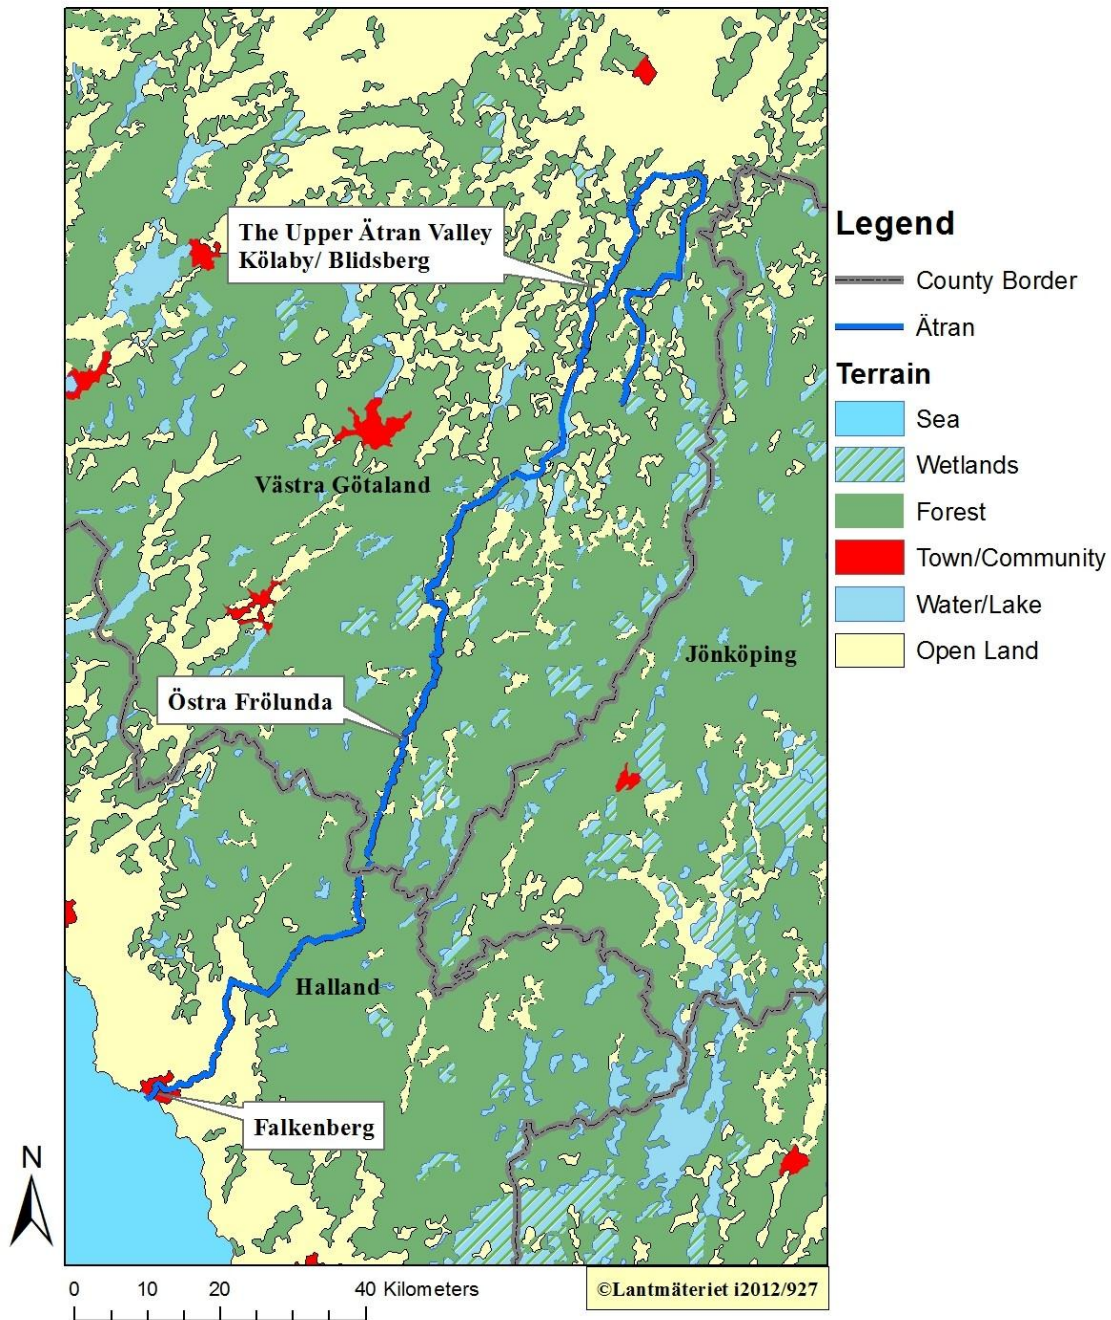 The Upper Ätran Valley
Kölaby/ Blidsberg
Västra Götaland
Jönköping
Östra Frölunda
Halland
Falkenberg
N
0 10 20 40 Kilometers
©Lantmäteriet i2012/927
Legend
County Border
Ätran
Terrain
Sea
Wetlands
Forest
Town/Community
Water/Lake
Open Land